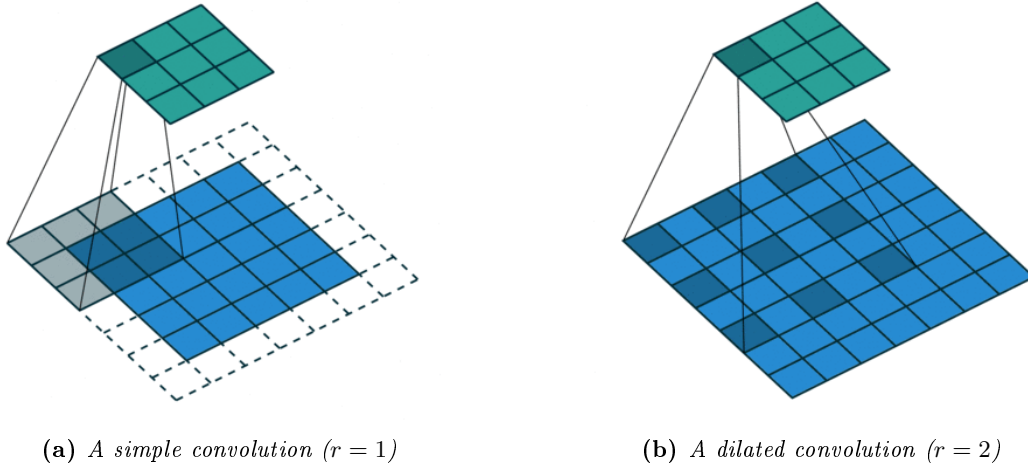 (a) A simple convolution (r = 1)
(b) A dilated convolution (r = 2)